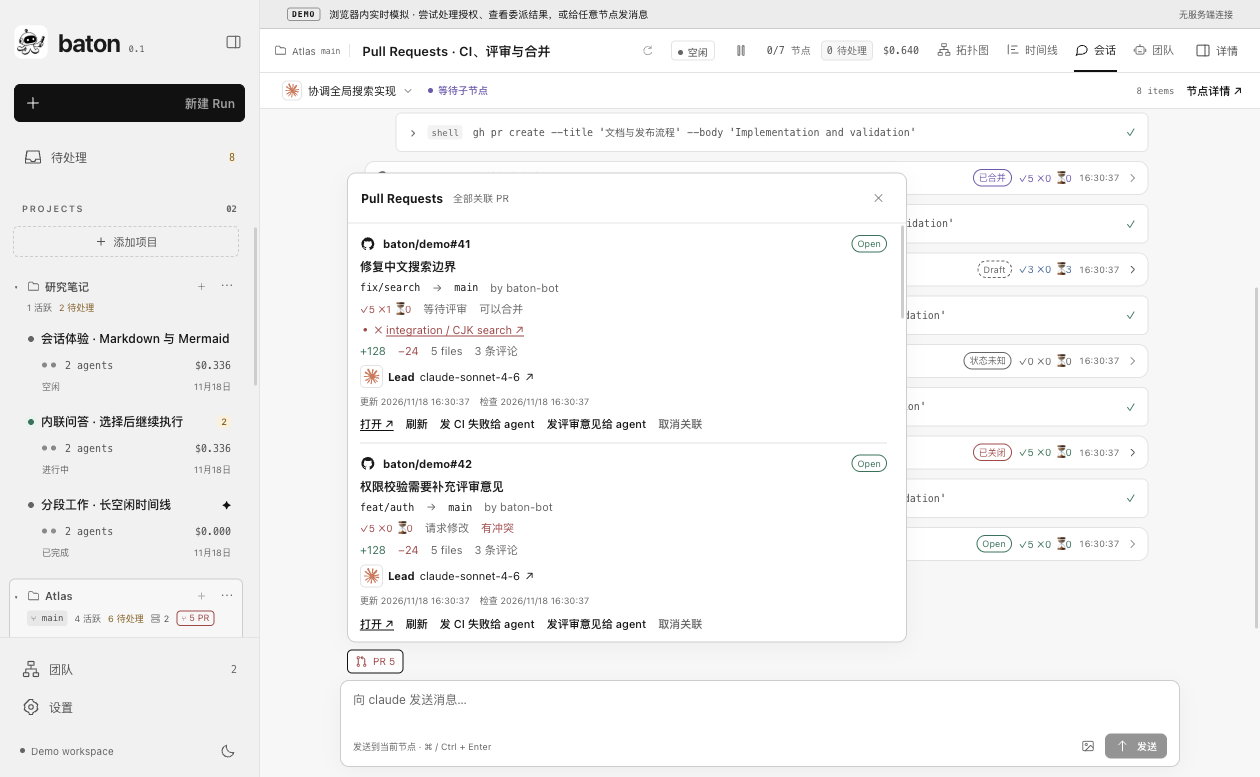 baton 0.1
新建 Run
待处理 8
PROJECTS 02
添加项目
研究笔记
1 活跃 2 待处理
会话体验 · Markdown 与 Mermaid
2 agents $0.336
空闲 11月18日
内联问答 · 选择后继续执行 2
2 agents $0.336
进行中 11月18日
分段工作 · 长空闲时间线
2 agents $0.000
已完成 11月18日
Atlas
main 4 活跃 6 待处理 2 5 PR
团队 2
设置
Demo workspace
DEMO 浏览器内实时模拟 · 尝试处理授权、查看委派结果，或给任意节点发消息 无服务端连接
Atlas main Pull Requests · CI、评审与合并 空闲 0/7 节点 0 待处理 $0.640 拓扑图 时间线 会话 团队 详情
协调全局搜索实现 等待子节点 8 items 节点详情 ↗
shell gh pr create --title '文档与发布流程' --body 'Implementation and validation' ✓
已合并 ✓5 ×0 ⏳0 16:30:37
idation' ✓
Draft ✓3 ×0 ⏳3 16:30:37
dation' ✓
状态未知 ✓0 ×0 ⏳0 16:30:37
on' ✓
已关闭 ✓5 ×0 ⏳0 16:30:37
dation' ✓
Open ✓5 ×0 ⏳0 16:30:37
Pull Requests 全部关联 PR
baton/demo#41 Open
修复中文搜索边界
fix/search → main by baton-bot
✓5 ×1 ⏳0 等待评审 可以合并
• × integration / CJK search ↗
+128 −24 5 files 3 条评论
Lead claude-sonnet-4-6 ↗
更新 2026/11/18 16:30:37 检查 2026/11/18 16:30:37
打开 ↗ 刷新 发 CI 失败给 agent 发评审意见给 agent 取消关联
baton/demo#42 Open
权限校验需要补充评审意见
feat/auth → main by baton-bot
✓5 ×0 ⏳0 请求修改 有冲突
+128 −24 5 files 3 条评论
Lead claude-sonnet-4-6 ↗
更新 2026/11/18 16:30:37 检查 2026/11/18 16:30:37
打开 ↗ 刷新 发 CI 失败给 agent 发评审意见给 agent 取消关联
PR 5
向 claude 发送消息…
发送到当前节点 · ⌘ / Ctrl + Enter 发送